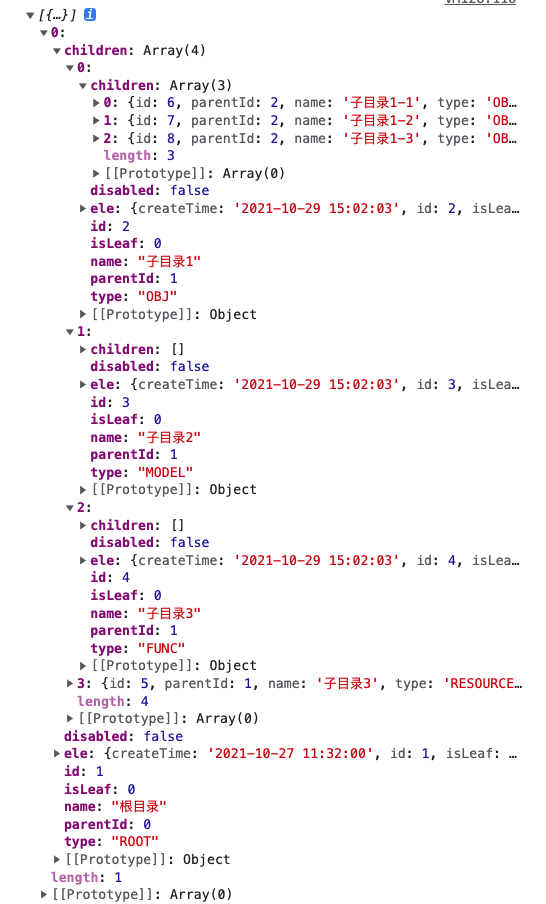 [{…}] i
0:
children: Array(4)
0:
children: Array(3)
0: {id: 6, parentId: 2, name: '子目录1-1', type: 'OB…
1: {id: 7, parentId: 2, name: '子目录1-2', type: 'OB…
2: {id: 8, parentId: 2, name: '子目录1-3', type: 'OB…
length: 3
[[Prototype]]: Array(0)
disabled: false
ele: {createTime: '2021-10-29 15:02:03', id: 2, isLea…
id: 2
isLeaf: 0
name: "子目录1"
parentId: 1
type: "OBJ"
[[Prototype]]: Object
1:
children: []
disabled: false
ele: {createTime: '2021-10-29 15:02:03', id: 3, isLea…
id: 3
isLeaf: 0
name: "子目录2"
parentId: 1
type: "MODEL"
[[Prototype]]: Object
2:
children: []
disabled: false
ele: {createTime: '2021-10-29 15:02:03', id: 4, isLea…
id: 4
isLeaf: 0
name: "子目录3"
parentId: 1
type: "FUNC"
[[Prototype]]: Object
3: {id: 5, parentId: 1, name: '子目录3', type: 'RESOURCE…
length: 4
[[Prototype]]: Array(0)
disabled: false
ele: {createTime: '2021-10-27 11:32:00', id: 1, isLeaf: …
id: 1
isLeaf: 0
name: "根目录"
parentId: 0
type: "ROOT"
[[Prototype]]: Object
length: 1
[[Prototype]]: Array(0)